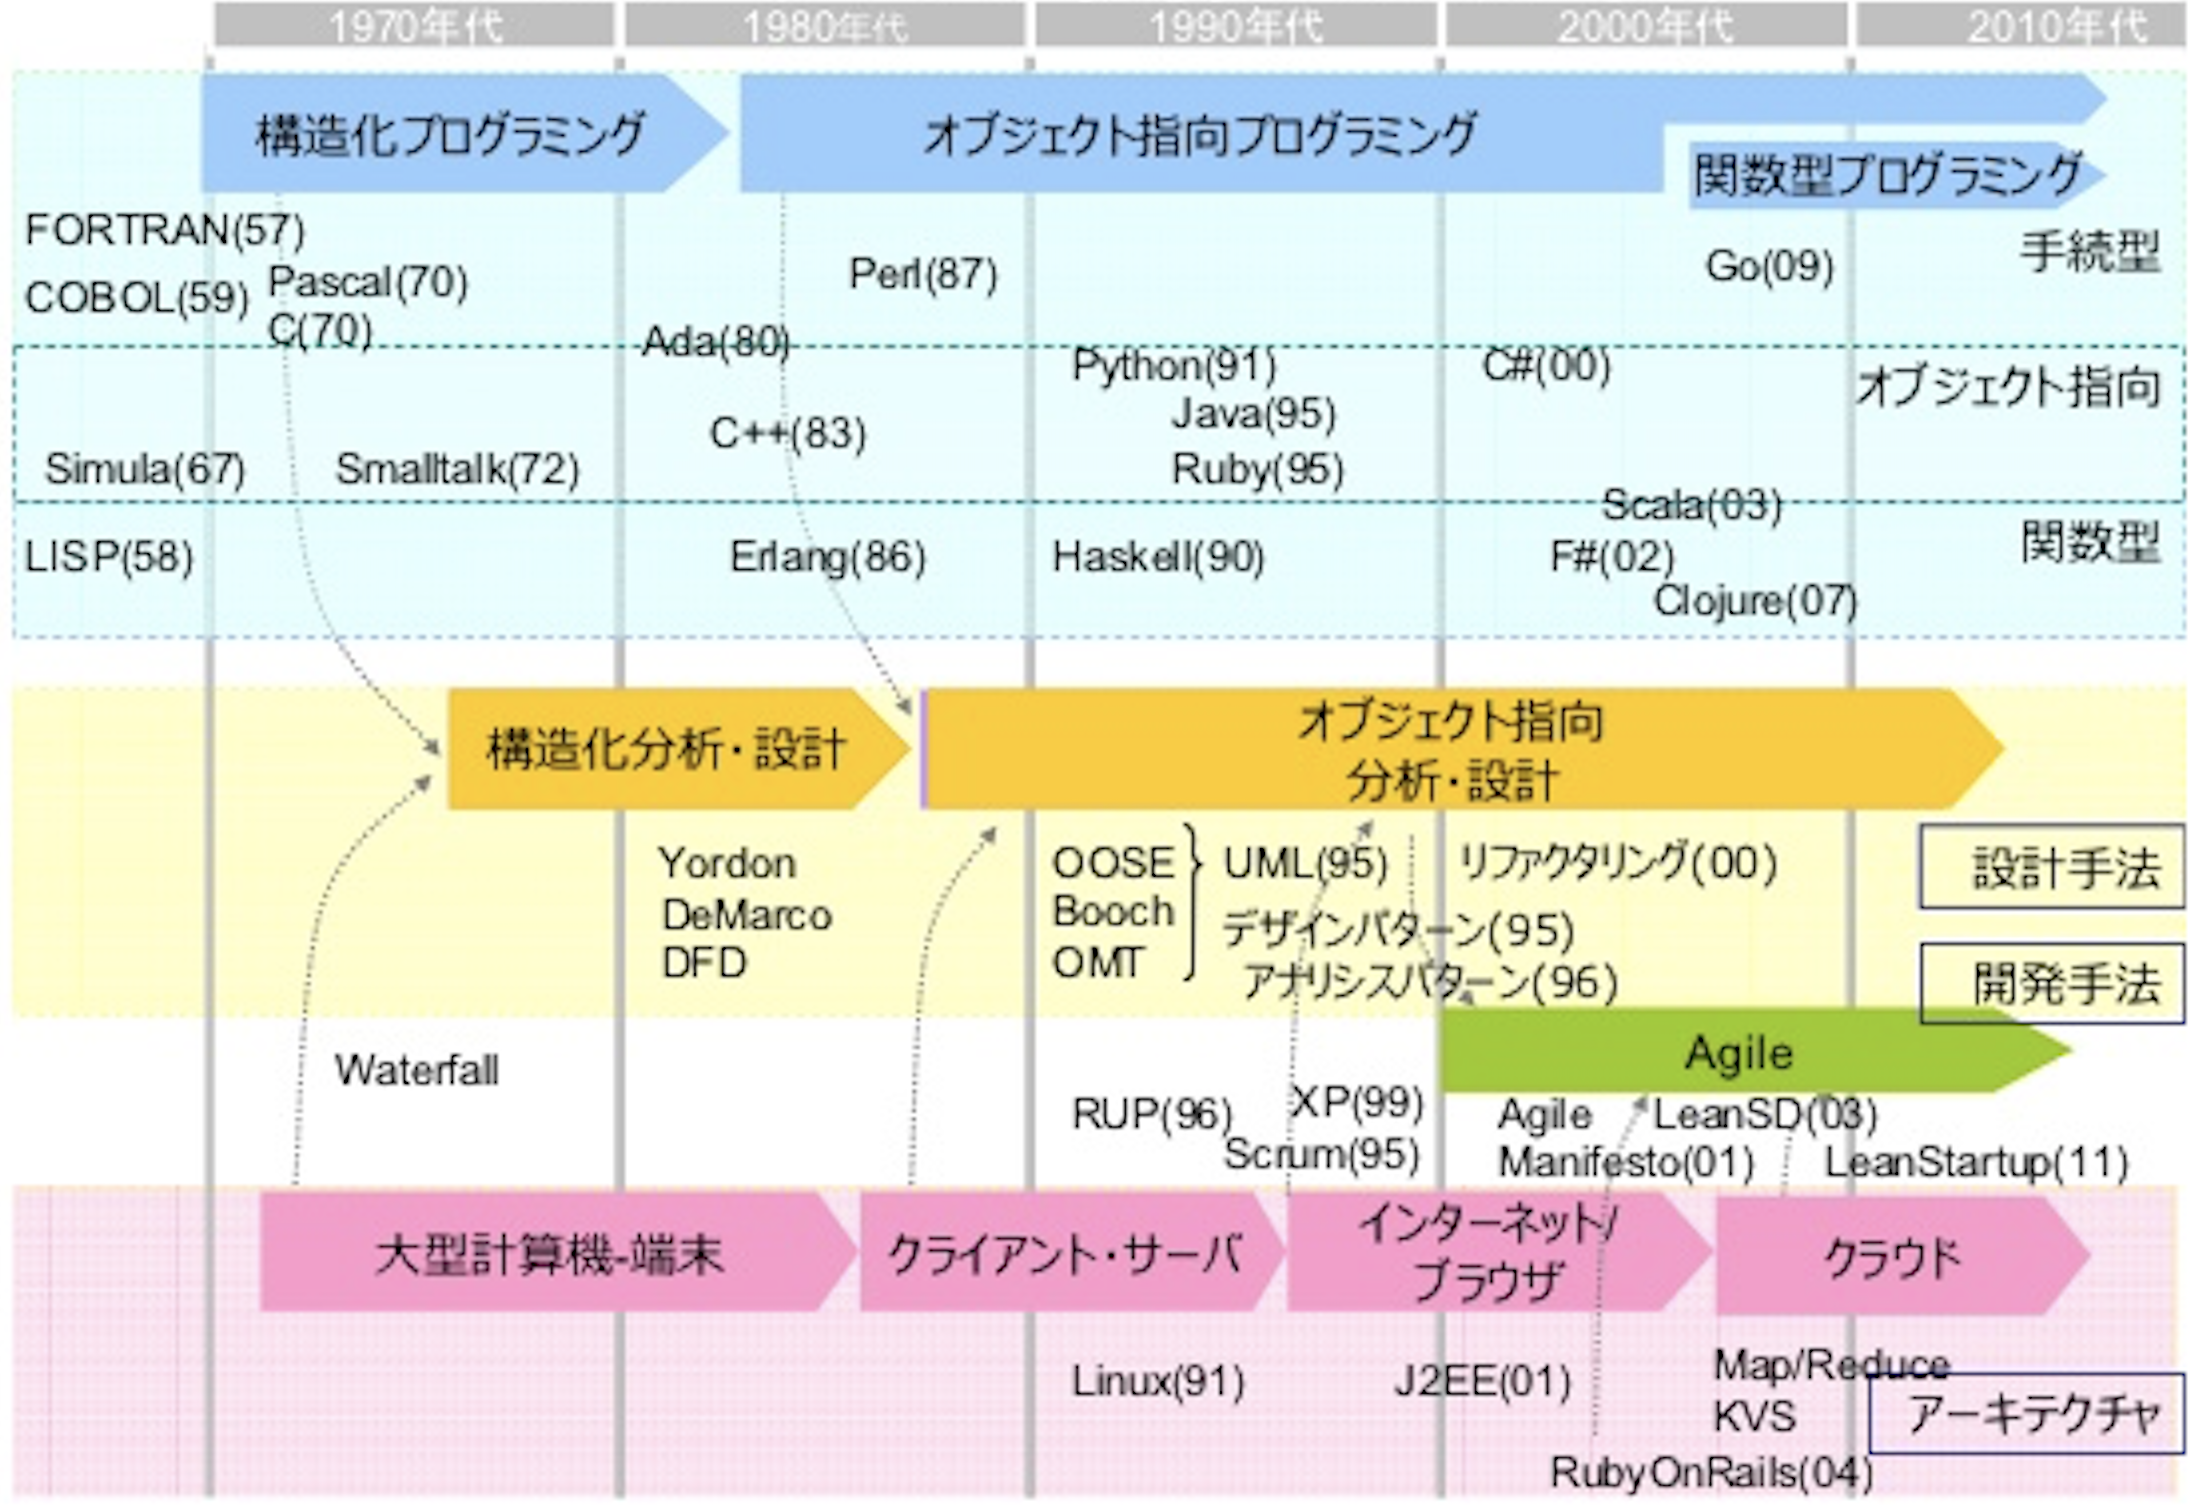 1970年代
1980年代
1990年代
2000年代
2010年代
構造化プログラミング
オブジェクト指向プログラミング
関数型プログラミング
FORTRAN(57)
COBOL(59)
Pascal(70)
C(70)
Ada(80)
Perl(87)
Go(09)
手続型
Simula(67)
Smalltalk(72)
C++(83)
Python(91)
Java(95)
Ruby(95)
C#(00)
オブジェクト指向
LISP(58)
Erlang(86)
Haskell(90)
Scala(03)
F#(02)
Clojure(07)
関数型
構造化分析・設計
オブジェクト指向
分析・設計
Yordon
DeMarco
DFD
OOSE
Booch
OMT
UML(95)
デザインパターン(95)
アナリシスパターン(96)
リファクタリング(00)
設計手法
開発手法
Agile
Waterfall
RUP(96)
XP(99)
Scrum(95)
Agile
Manifesto(01)
LeanSD(03)
LeanStartup(11)
大型計算機-端末
クライアント・サーバ
インターネット/
ブラウザ
クラウド
Linux(91)
J2EE(01)
Map/Reduce
KVS
RubyOnRails(04)
アーキテクチャ